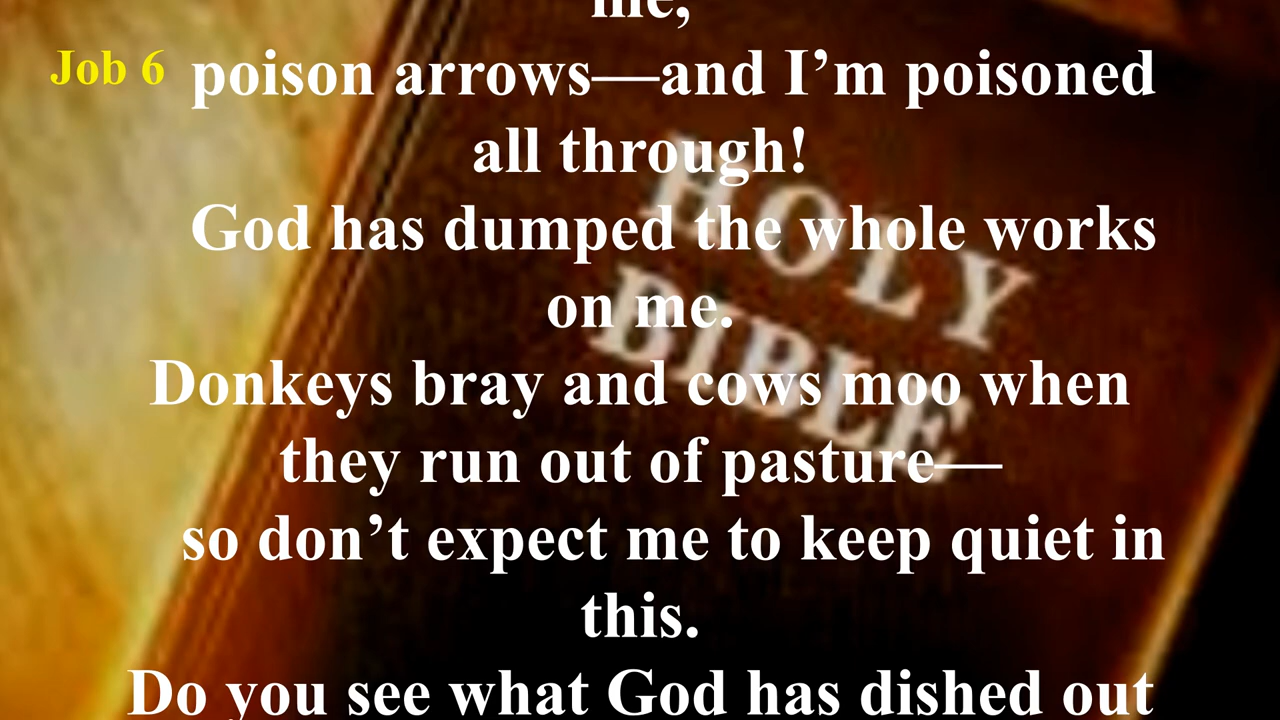 me,
Job 6
poison arrows—and I’m poisoned
all through!
God has dumped the whole works
on me.
Donkeys bray and cows moo when
they run out of pasture—
so don’t expect me to keep quiet in
this.
Do you see what God has dished out
HOLY
BIBLE